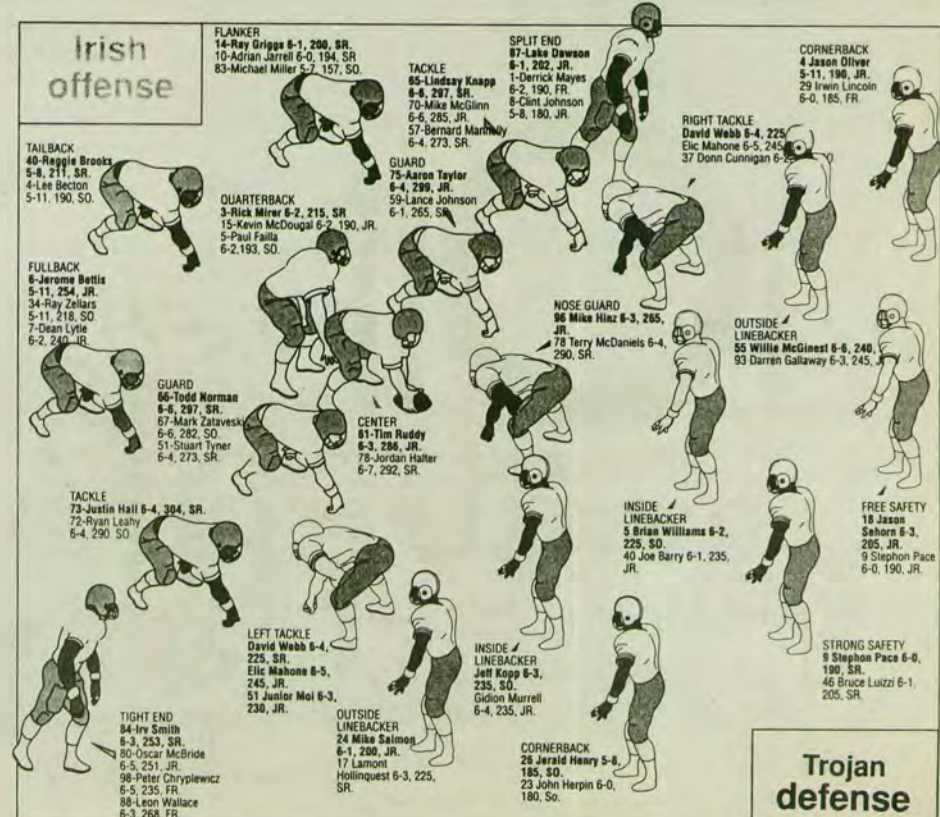 Irish
offense
FLANKER
14-Ray Griggs 6-1, 200, SR.
10-Adrian Jarrell 6-0, 194, SR
83-Michael Miller 5-7, 157, SO.
TACKLE
65-Lindsay Knapp
6-6, 297, SR.
70-Mike McGlinn
6-6, 285, JR.
57-Bernard Mannelly
6-4, 273, SR.
SPLIT END
87-Lake Dawson
6-1, 202, JR.
1-Derrick Mayes
6-2, 190, FR.
8-Clint Johnson
5-8, 180, JR.
CORNERBACK
4 Jason Oliver
5-11, 190, JR.
29 Irwin Lincoln
6-0, 185, FR.
RIGHT TACKLE
David Webb 6-4, 225
Elic Mahone 6-5, 245
37 Donn Cunnigan
TAILBACK
40-Reggie Brooks
5-8, 211, SR.
4-Lee Becton
5-11, 190, SO.
GUARD
75-Aaron Taylor
6-4, 299, JR.
59-Lance Johnson
6-1, 265, SR.
QUARTERBACK
3-Rick Mirer 6-2, 215, SR
15-Kevin McDougal 6-2, 190, JR.
5-Paul Failla
6-2,193, SO.
FULLBACK
6-Jerome Bettis
5-11, 254, JR.
34-Ray Zellars
5-11, 218, SO.
7-Dean Lytle
6-2, 240, JR.
NOSE GUARD
96 Mike Hinz 6-3, 265,
JR.
78 Terry McDaniels 6-4,
290, SR.
OUTSIDE
LINEBACKER
55 Willie McGinest 6-6, 240,
93 Darren Gallaway 6-3, 245, J
GUARD
66-Todd Norman
6-6, 297, SR.
67-Mark Zataveski
6-6, 282, SO.
51-Stuart Tyner
6-4, 273, SR.
CENTER
61-Tim Ruddy
6-3, 286, JR.
78-Jordan Halter
6-7, 292, SR.
TACKLE
73-Justin Hall 6-4, 304, SR.
72-Ryan Leahy
6-4, 290. SO
INSIDE
LINEBACKER
5 Brian Williams 6-2,
225, SO.
40 Joe Barry 6-1, 235,
JR.
FREE SAFETY
18 Jason
Sehorn 6-3,
205, JR.
9 Stephon Pace
6-0, 190, JR.
LEFT TACKLE
David Webb 6-4,
225, SR.
Elic Mahone 6-5,
245, JR.
51 Junior Moi 6-3,
230, JR.
INSIDE
LINEBACKER
Jeff Kopp 6-3,
235, SO.
Gidion Murrell
6-4, 235, JR.
STRONG SAFETY
9 Stephon Pace 6-0,
190, SR.
46 Bruce Luizzi 6-1,
205, SR.
TIGHT END
84-Irv Smith
6-3, 253, SR.
80-Oscar McBride
6-5, 251, JR.
98-Peter Chryplewicz
6-5, 235, FR.
88-Leon Wallace
6-3, 268, FR.
OUTSIDE
LINEBACKER
24 Mike Salmon
6-1, 200, JR.
17 Lamont
Hollinquest 6-3, 225,
SR.
CORNERBACK
26 Jerald Henry 5-8,
185, SO.
23 John Herpin 6-0,
180, So.
Trojan
defense